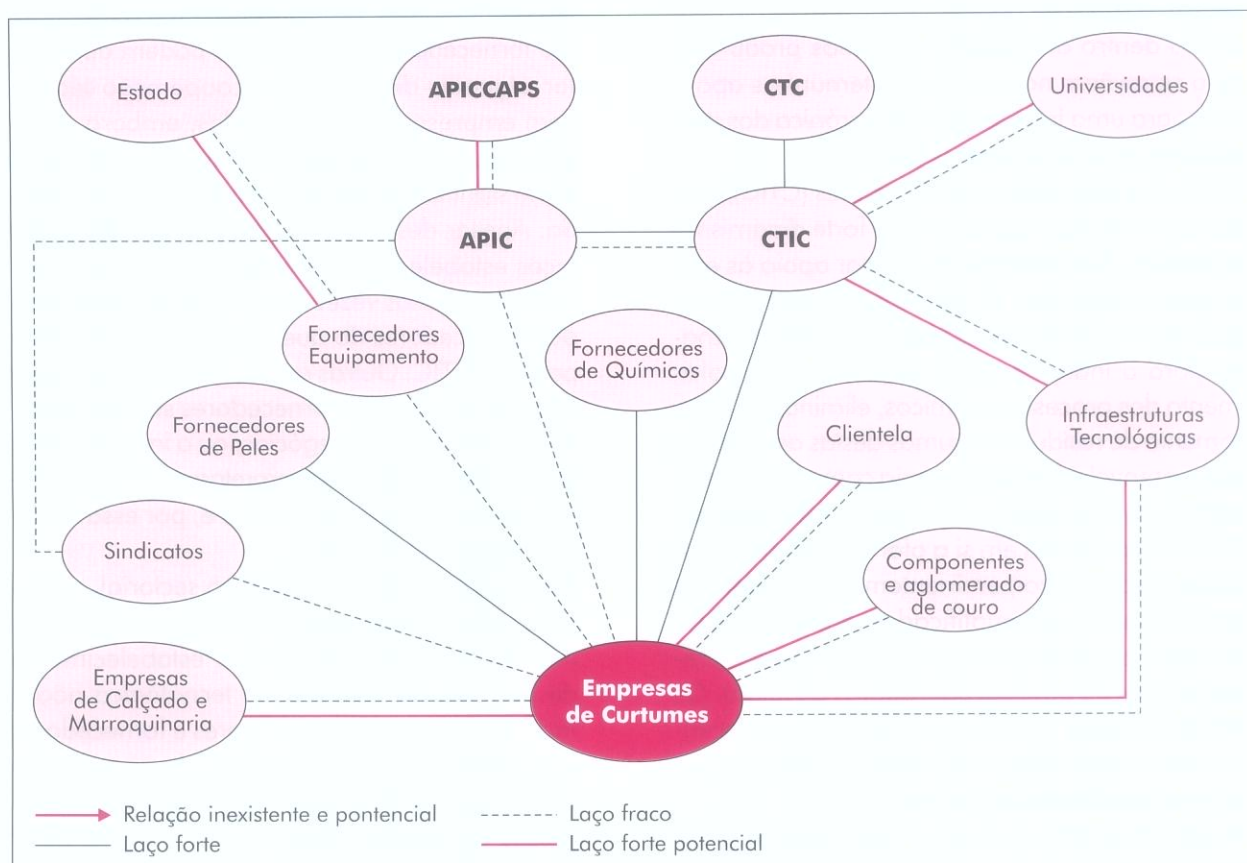 Estado
APICCAPS
CTC
Universidades
APIC
CTIC
Fornecedores
Equipamento
Fornecedores
de Químicos
Fornecedores
de Peles
Clientela
Infraestruturas
Tecnológicas
Sindicatos
Componentes
e aglomerado
de couro
Empresas
de Calçado e
Marroquinaria
Empresas
de Curtumes
Relação inexistente e pontencial
Laço fraco
Laço forte
Laço forte potencial